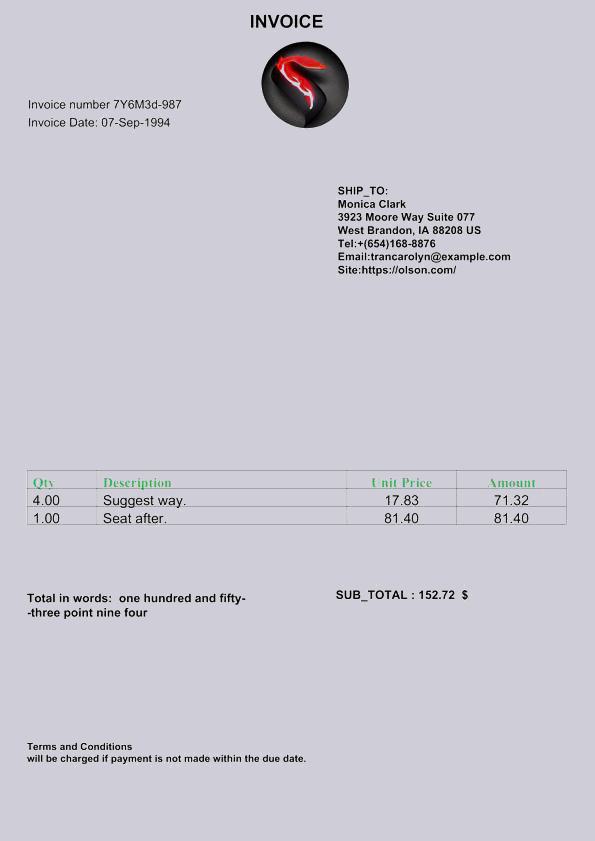 INVOICE
Invoice number 7Y6M3d-987
Invoice Date: 07-Sep-1994
SHIP_TO:
Monica Clark
3923 Moore Way Suite 077
West Brandon, IA 88208 US
Tel:+(654)168-8876
Email:trancarolyn@example.com
Site:https://olson.com/
Qty Description Unit Price Amount
4.00 Suggest way. 17.83 71.32
1.00 Seat after. 81.40 81.40
Total in words: one hundred and fifty-
-three point nine four
SUB_TOTAL : 152.72 $
Terms and Conditions
will be charged if payment is not made within the due date.